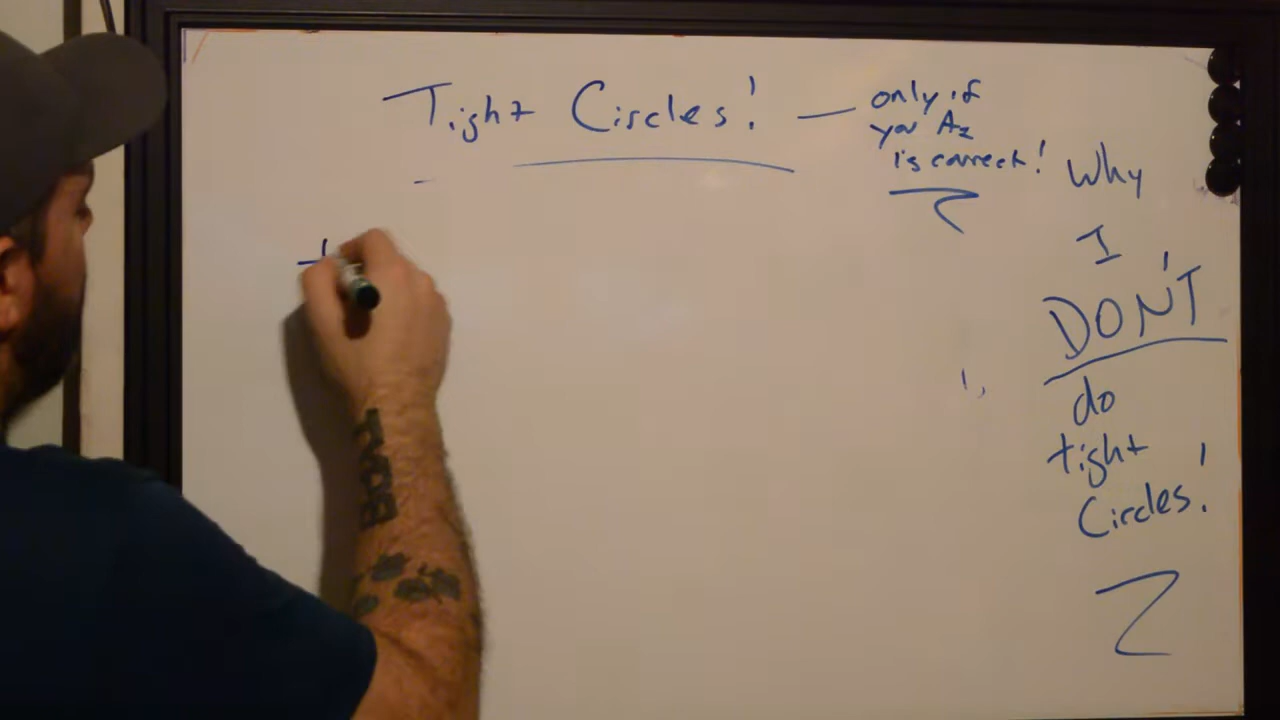 Tight Circles! — only if
you Az
is correct!
Why
I
DON'T
do
tight
Circles!